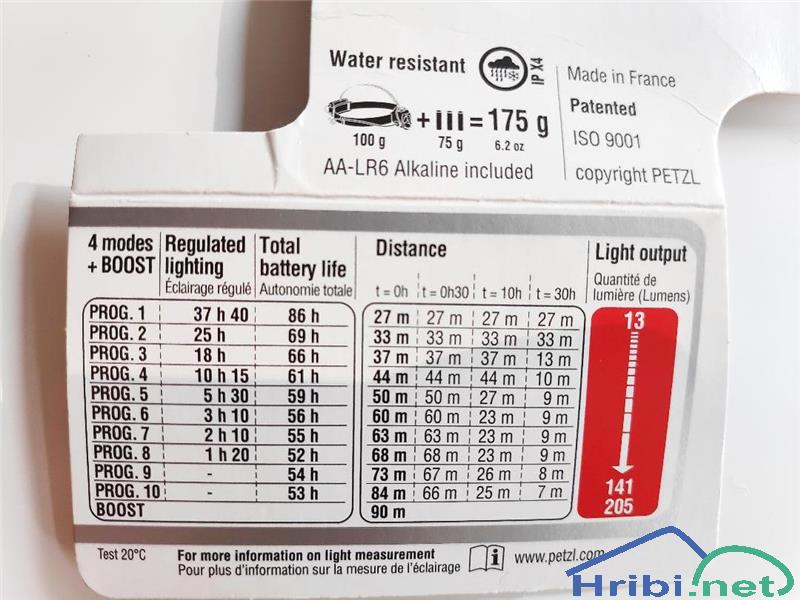 Water resistant
IP X4
Made in France
Patented
ISO 9001
copyright PETZL
+ = 175 g
100 g 75 g 6.2 oz
AA-LR6 Alkaline included
4 modes + BOOST | Regulated lighting Éclairage régulé | Total battery life Autonomie totale | Distance | Light output Quantité de lumière (Lumens)
t = 0h t = 0h30 t = 10h t = 30h
PROG. 1 37 h 40 86 h 27 m 27 m 27 m 27 m 13
PROG. 2 25 h 69 h 33 m 33 m 33 m 33 m
PROG. 3 18 h 66 h 37 m 37 m 37 m 13 m
PROG. 4 10 h 15 61 h 44 m 44 m 44 m 10 m
PROG. 5 5 h 30 59 h 50 m 50 m 27 m 9 m
PROG. 6 3 h 10 56 h 60 m 60 m 23 m 9 m
PROG. 7 2 h 10 55 h 63 m 63 m 23 m 9 m
PROG. 8 1 h 20 52 h 68 m 68 m 23 m 9 m
PROG. 9 - 54 h 73 m 67 m 26 m 8 m
PROG. 10 - 53 h 84 m 66 m 25 m 7 m 141
BOOST 90 m 205
Test 20°C
For more information on light measurement
Pour plus d'information sur la mesure de l'éclairage
i
www.petzl.com
Hribi.net